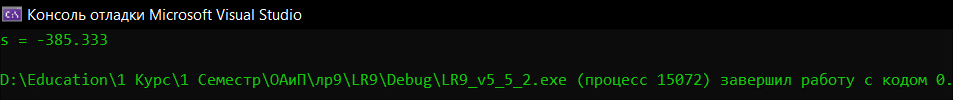 Консоль отладки Microsoft Visual Studio
s = -385.333
D:\Education\1 Курс\1 Семестр\ОАиП\лр9\LR9\Debug\LR9_v5_5_2.exe (процесс 15072) завершил работу с кодом 0.